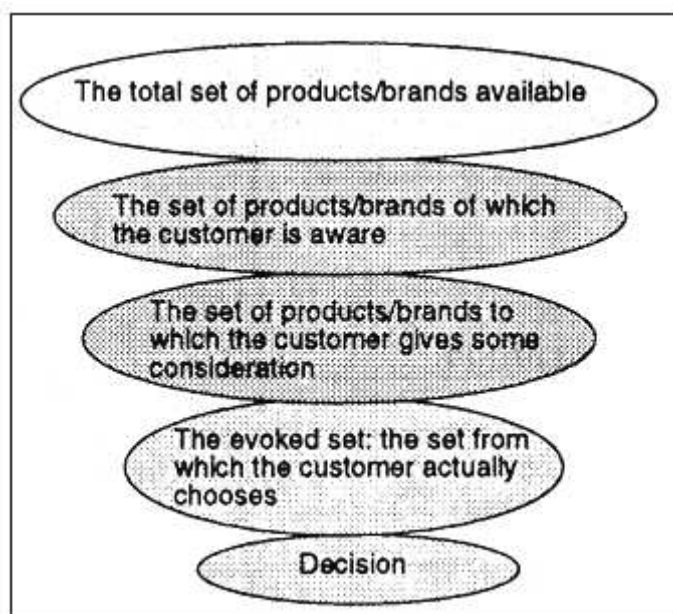 The total set of products/brands available
The set of products/brands of which
the customer is aware
The set of products/brands to
which the customer gives some
consideration
The evoked set: the set from
which the customer actually
chooses
Decision